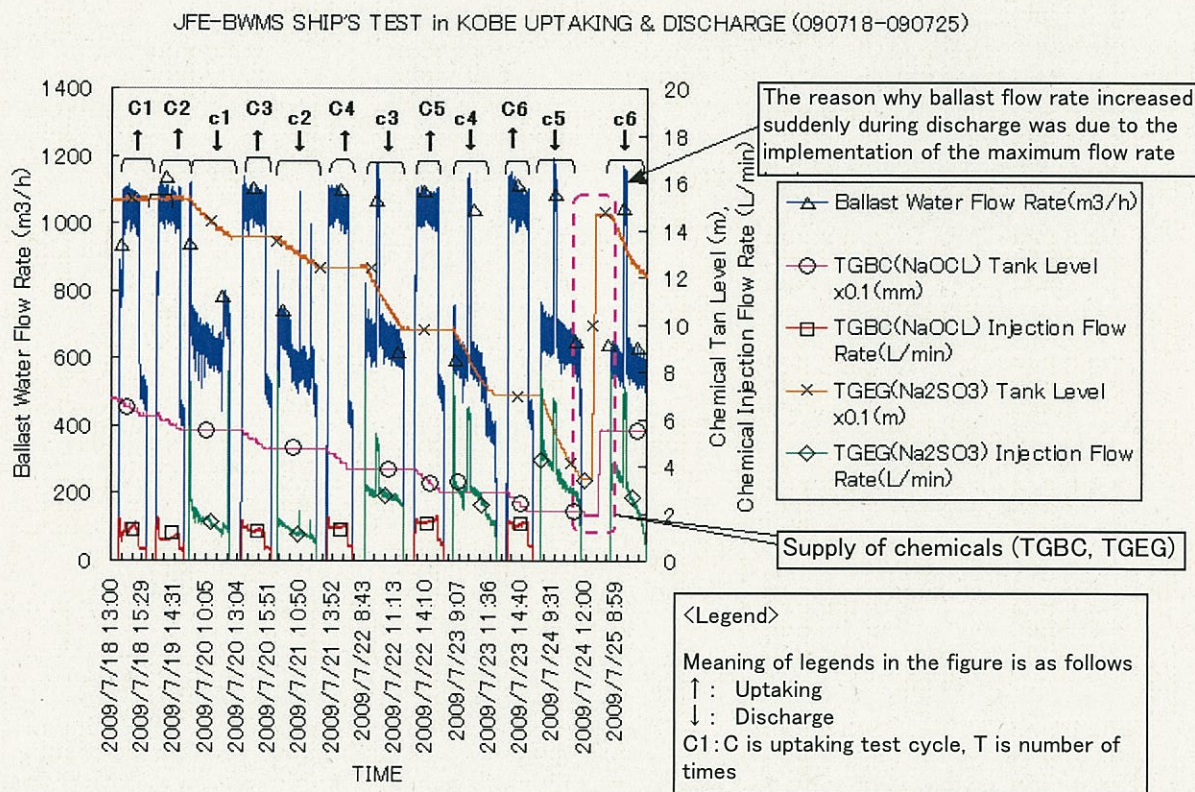 JFE-BWMS SHIP'S TEST in KOBE UPTAKING & DISCHARGE (090718-090725)
Ballast Water Flow Rate (m3/h)
1400
1200
1000
800
600
400
200
0
C1 C2 c1 C3 c2 C4 c3 C5 c4 C6 c5 c6
↑ ↑ ↓ ↑ ↓ ↑ ↓ ↑ ↓ ↑ ↓ ↓
20
18
16
14
12
10
8
6
4
2
0
Chemical Tan Level (m),
Chemical Injection Flow Rate (L/min)
2009/7/18 13:00
2009/7/18 15:29
2009/7/19 14:31
2009/7/20 10:05
2009/7/20 13:04
2009/7/20 15:51
2009/7/21 10:50
2009/7/21 13:52
2009/7/22 8:43
2009/7/22 11:13
2009/7/22 14:10
2009/7/23 9:07
2009/7/23 11:36
2009/7/23 14:40
2009/7/24 9:31
2009/7/24 12:00
2009/7/25 8:59
TIME
The reason why ballast flow rate increased
suddenly during discharge was due to the
implementation of the maximum flow rate
Ballast Water Flow Rate(m3/h)
TGBC(NaOCL) Tank Level
x0.1(mm)
TGBC(NaOCL) Injection Flow
Rate(L/min)
TGEG(Na2SO3) Tank Level
x0.1(m)
TGEG(Na2SO3) Injection Flow
Rate(L/min)
Supply of chemicals (TGBC, TGEG)
<Legend>
Meaning of legends in the figure is as follows
↑ : Uptaking
↓ : Discharge
C1:C is uptaking test cycle, T is number of
times